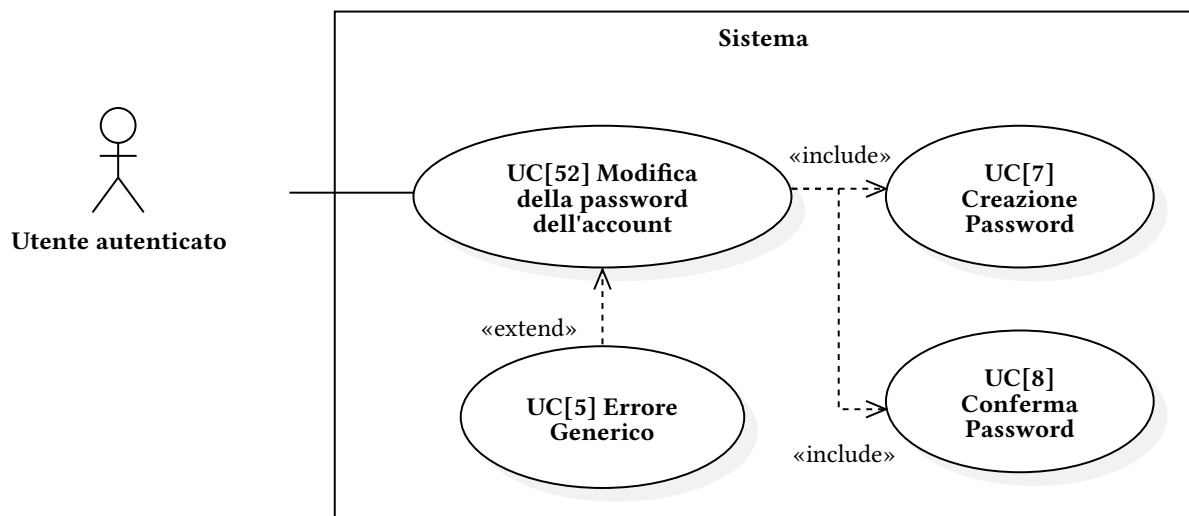 Sistema
Utente autenticato
UC[52] Modifica
della password
dell'account
«include»
UC[7]
Creazione
Password
«extend»
UC[5] Errore
Generico
UC[8]
Conferma
Password
«include»